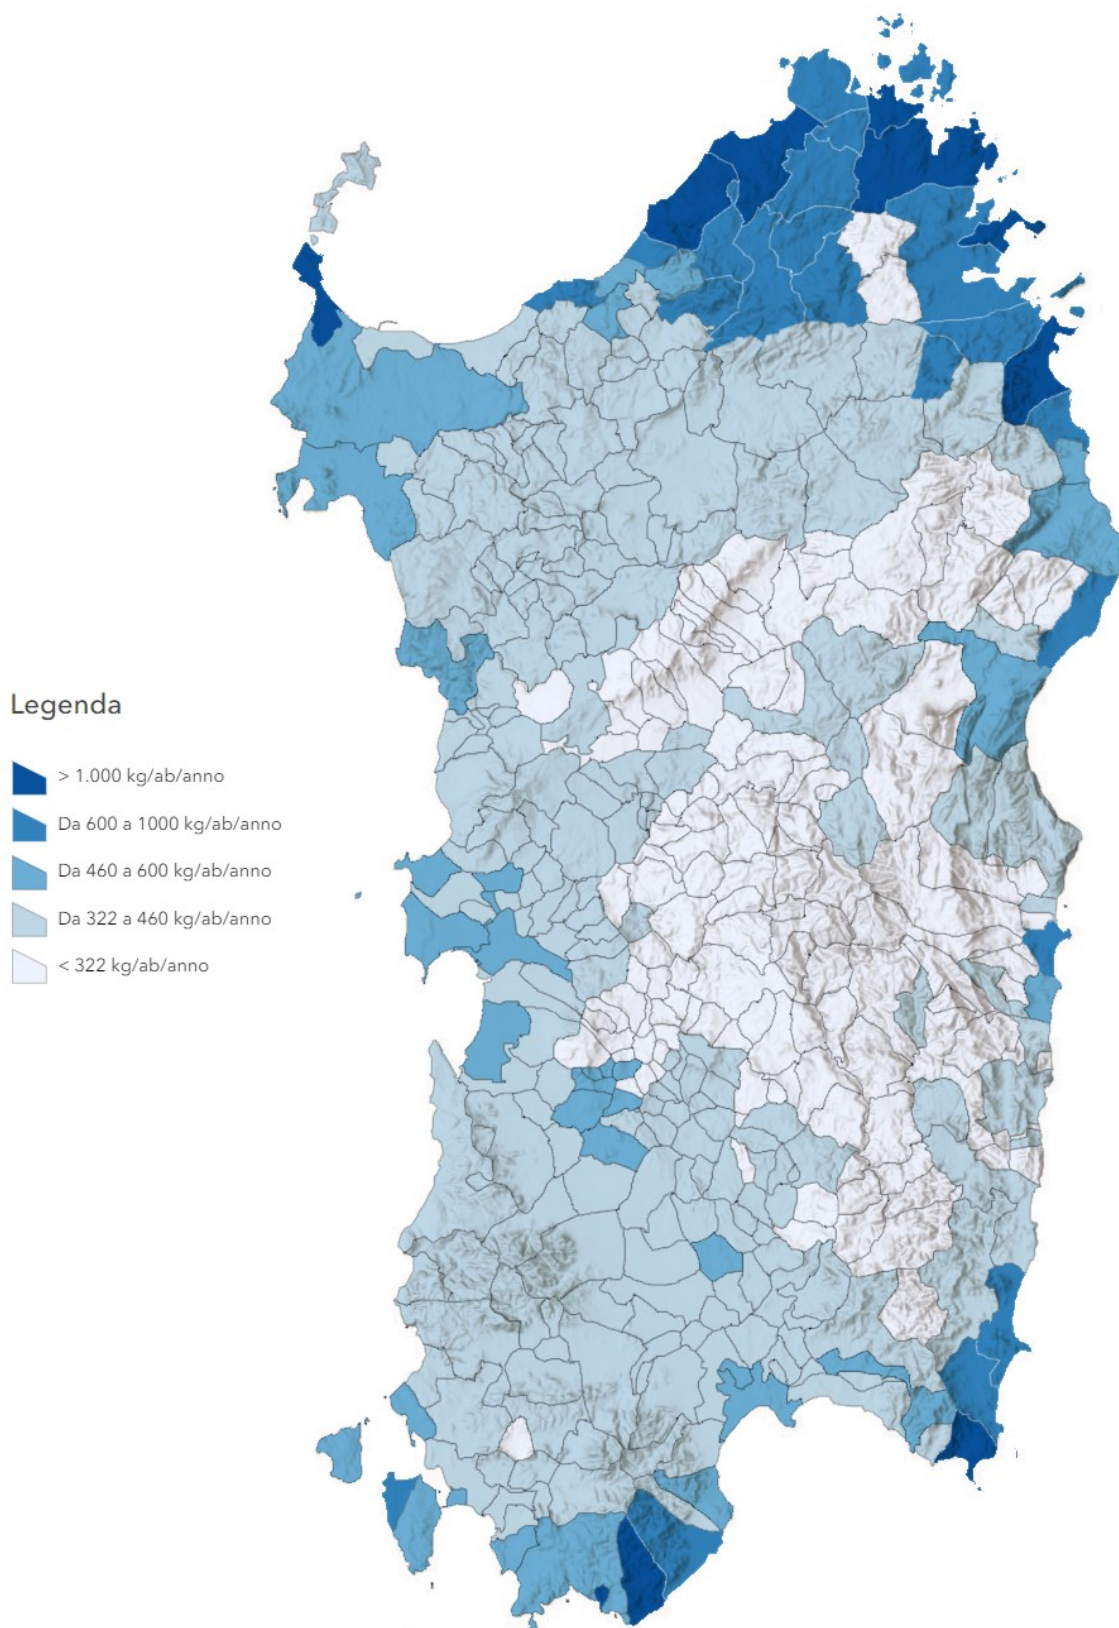 Legenda
> 1.000 kg/ab/anno
Da 600 a 1000 kg/ab/anno
Da 460 a 600 kg/ab/anno
Da 322 a 460 kg/ab/anno
< 322 kg/ab/anno